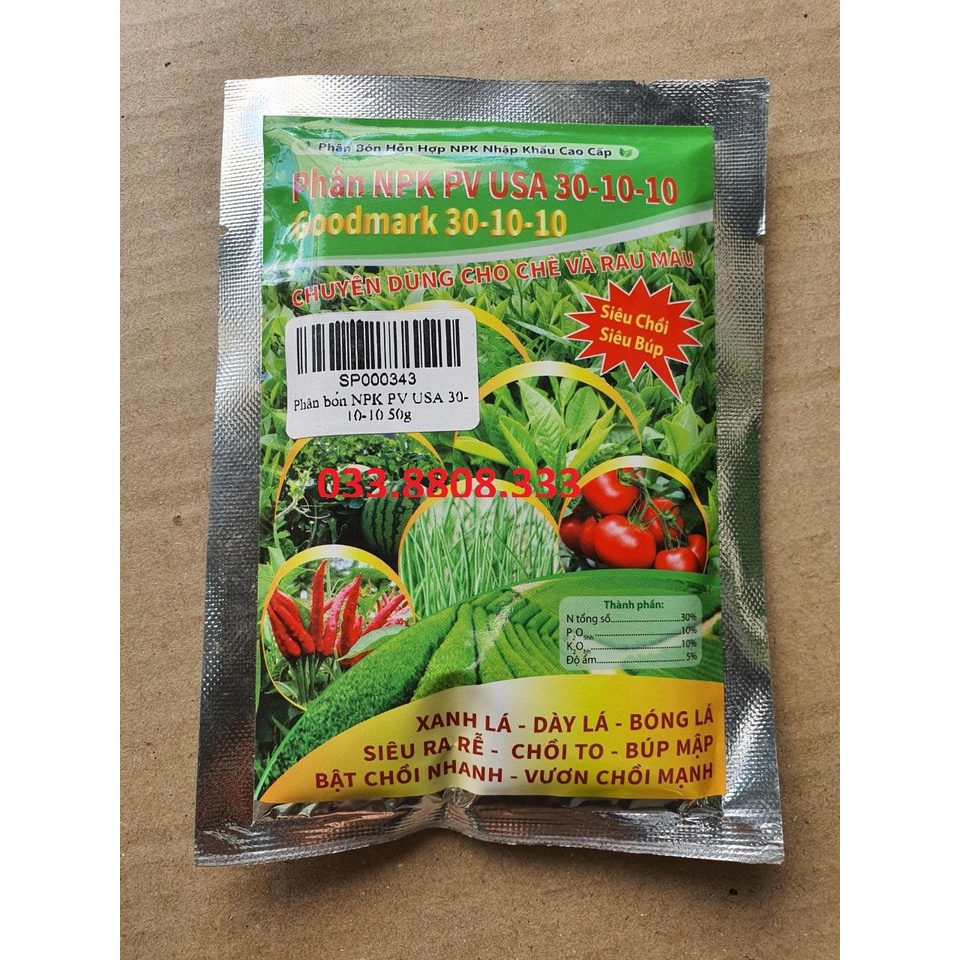 Phân Bón Hỗn Hợp NPK Nhập Khẩu Cao Cấp
Phân NPK PV USA 30-10-10
Goodmark 30-10-10
CHUYÊN DÙNG CHO CHÈ VÀ RAU MÀU
Siêu Chồi
Siêu Búp
SP000343
Phân bón NPK PV USA 30-
10-10 50g
033.8808.333
Thành phần:
N tổng số..................30%
P2O5hh......................10%
K2Ohh.......................10%
Độ ẩm........................5%
XANH LÁ - DÀY LÁ - BÓNG LÁ
SIÊU RA RỄ - CHỒI TO - BÚP MẬP
BẬT CHỒI NHANH - VƯƠN CHỒI MẠNH